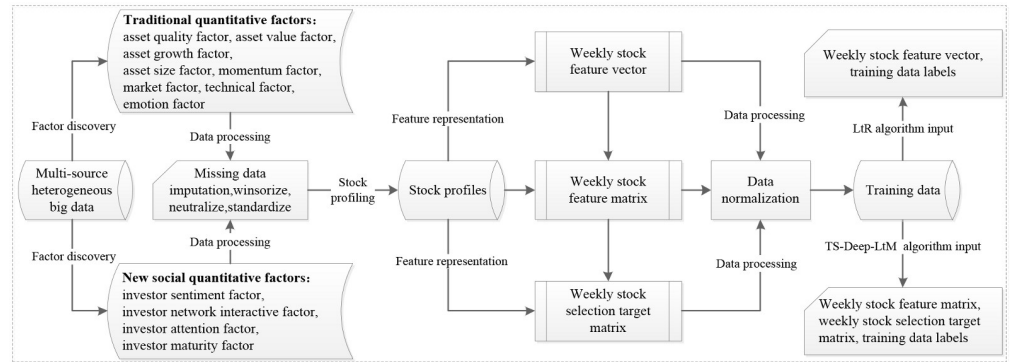 Traditional quantitative factors:
asset quality factor, asset value factor,
asset growth factor,
asset size factor, momentum factor,
market factor, technical factor,
emotion factor
Factor discovery
Data processing
Multi-source
heterogeneous
big data
Missing data
imputation,winsorize,
neutralize,standardize
Factor discovery
Data processing
New social quantitative factors:
investor sentiment factor,
investor network interactive factor,
investor attention factor,
investor maturity factor
Stock
profiling
Stock profiles
Feature representation
Feature representation
Weekly stock
feature vector
Weekly stock
feature matrix
Weekly stock
selection target
matrix
Data processing
Data
normalization
Data processing
Training data
LtR algorithm input
Weekly stock feature vector,
training data labels
TS-Deep-LtM algorithm input
Weekly stock feature matrix,
weekly stock selection target
matrix, training data labels